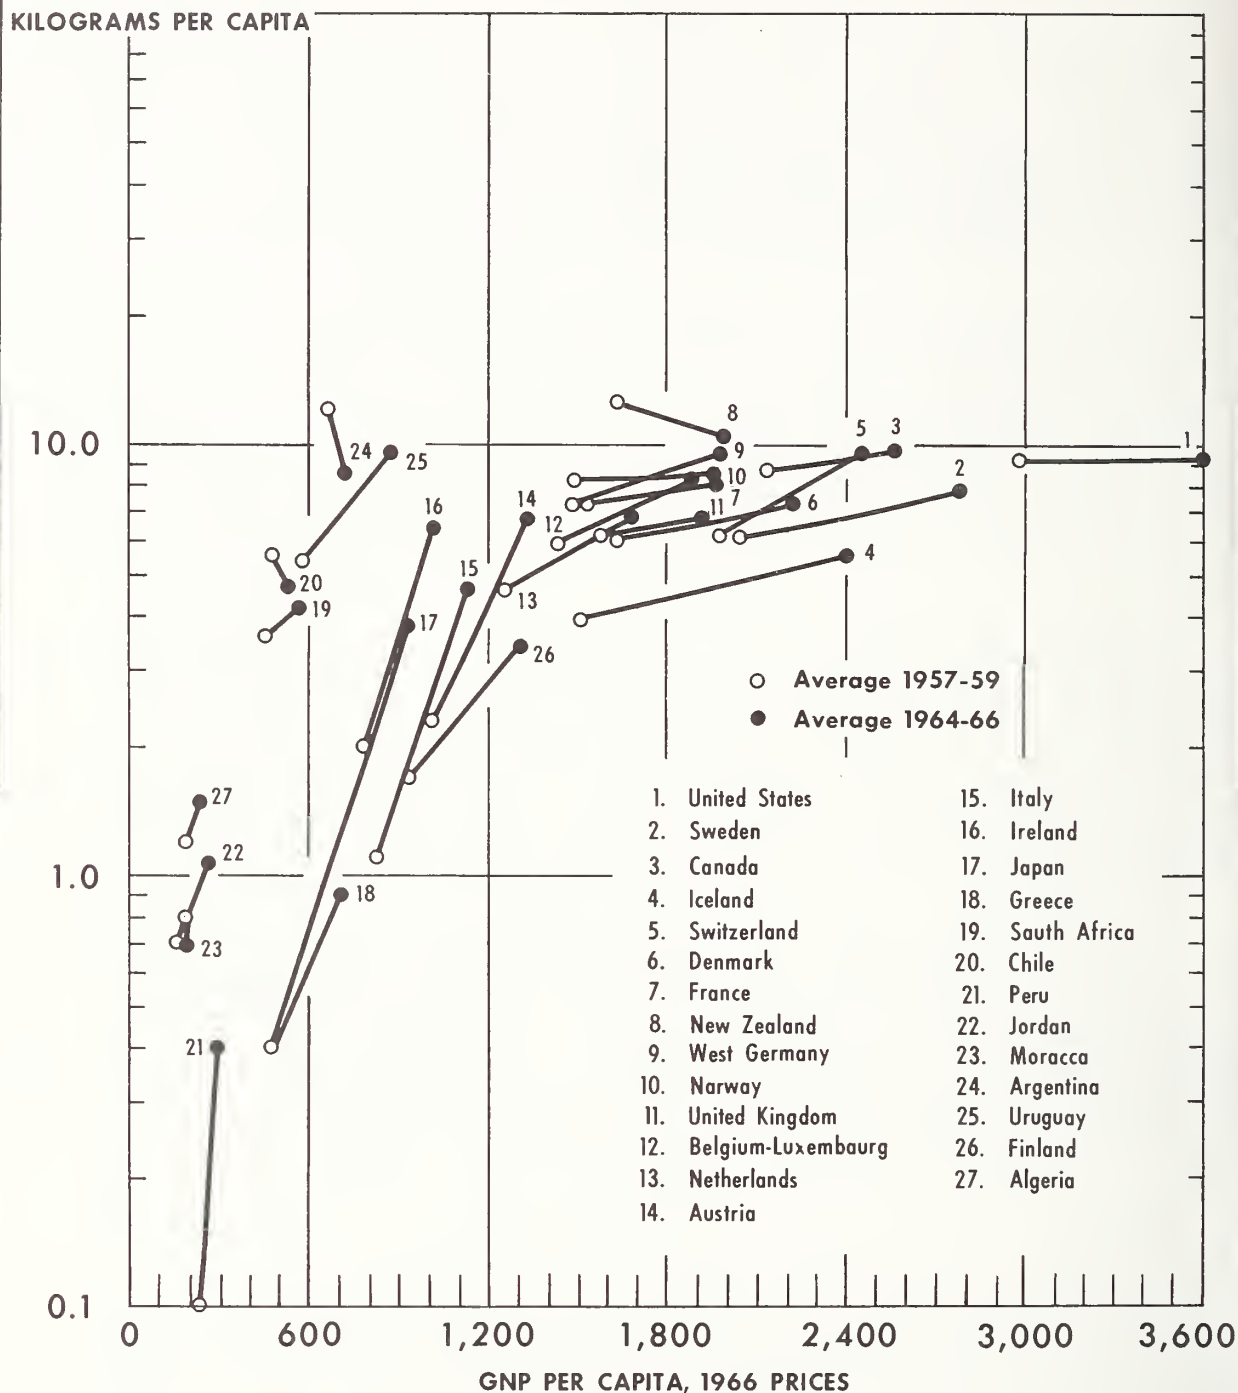 KILOGRAMS PER CAPITA
8
5 3
1
9
2
10.0
24
25
10
7
6
14
16
12
11
4
15
20
13
19
17
26
Average 1957-59
Average 1964-66
27
22
1.0
18
23
21
1. United States
2. Sweden
3. Canada
4. Iceland
5. Switzerland
6. Denmark
7. France
8. New Zealand
9. West Germany
10. Narway
11. United Kingdom
12. Belgium-Luxembaurg
13. Netherlands
14. Austria
15. Italy
16. Ireland
17. Japan
18. Greece
19. Sauth Africa
20. Chile
21. Peru
22. Jordan
23. Moracca
24. Argentina
25. Uruguay
26. Finland
27. Algeria
0.1
0 600 1,200 1,800 2,400 3,000 3,600
GNP PER CAPITA, 1966 PRICES